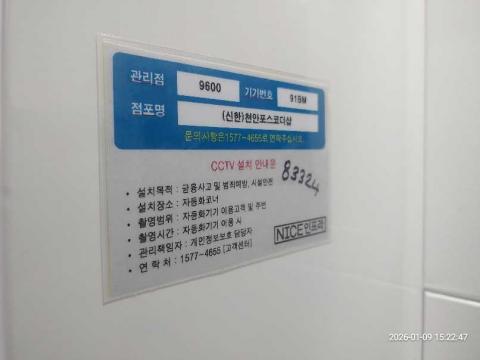 관리점 9600 기기번호 91BM
점포명 (신한)천안포스코더샵
문의사항은1577-4655로 연락주십시오.
CCTV 설치 안내문
83324
• 설치목적 : 금융사고 및 범죄예방, 시설안전
• 설치장소 : 자동화코너
• 촬영범위 : 자동화기기 이용고객 및 주변
• 촬영시간 : 자동화기기 이용 시
• 관리책임자 : 개인정보보호 담당자
• 연 락 처 : 1577-4655 [고객센터]
NICE인프라
2026-01-09 15:22:47